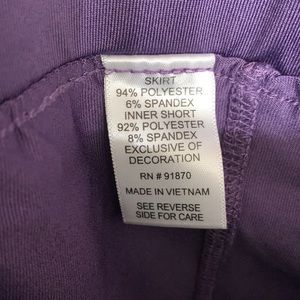 SKIRT
94% POLYESTER
6% SPANDEX
INNER SHORT
92% POLYESTER
8% SPANDEX
EXCLUSIVE OF
DECORATION
RN # 91870
MADE IN VIETNAM
SEE REVERSE
SIDE FOR CARE